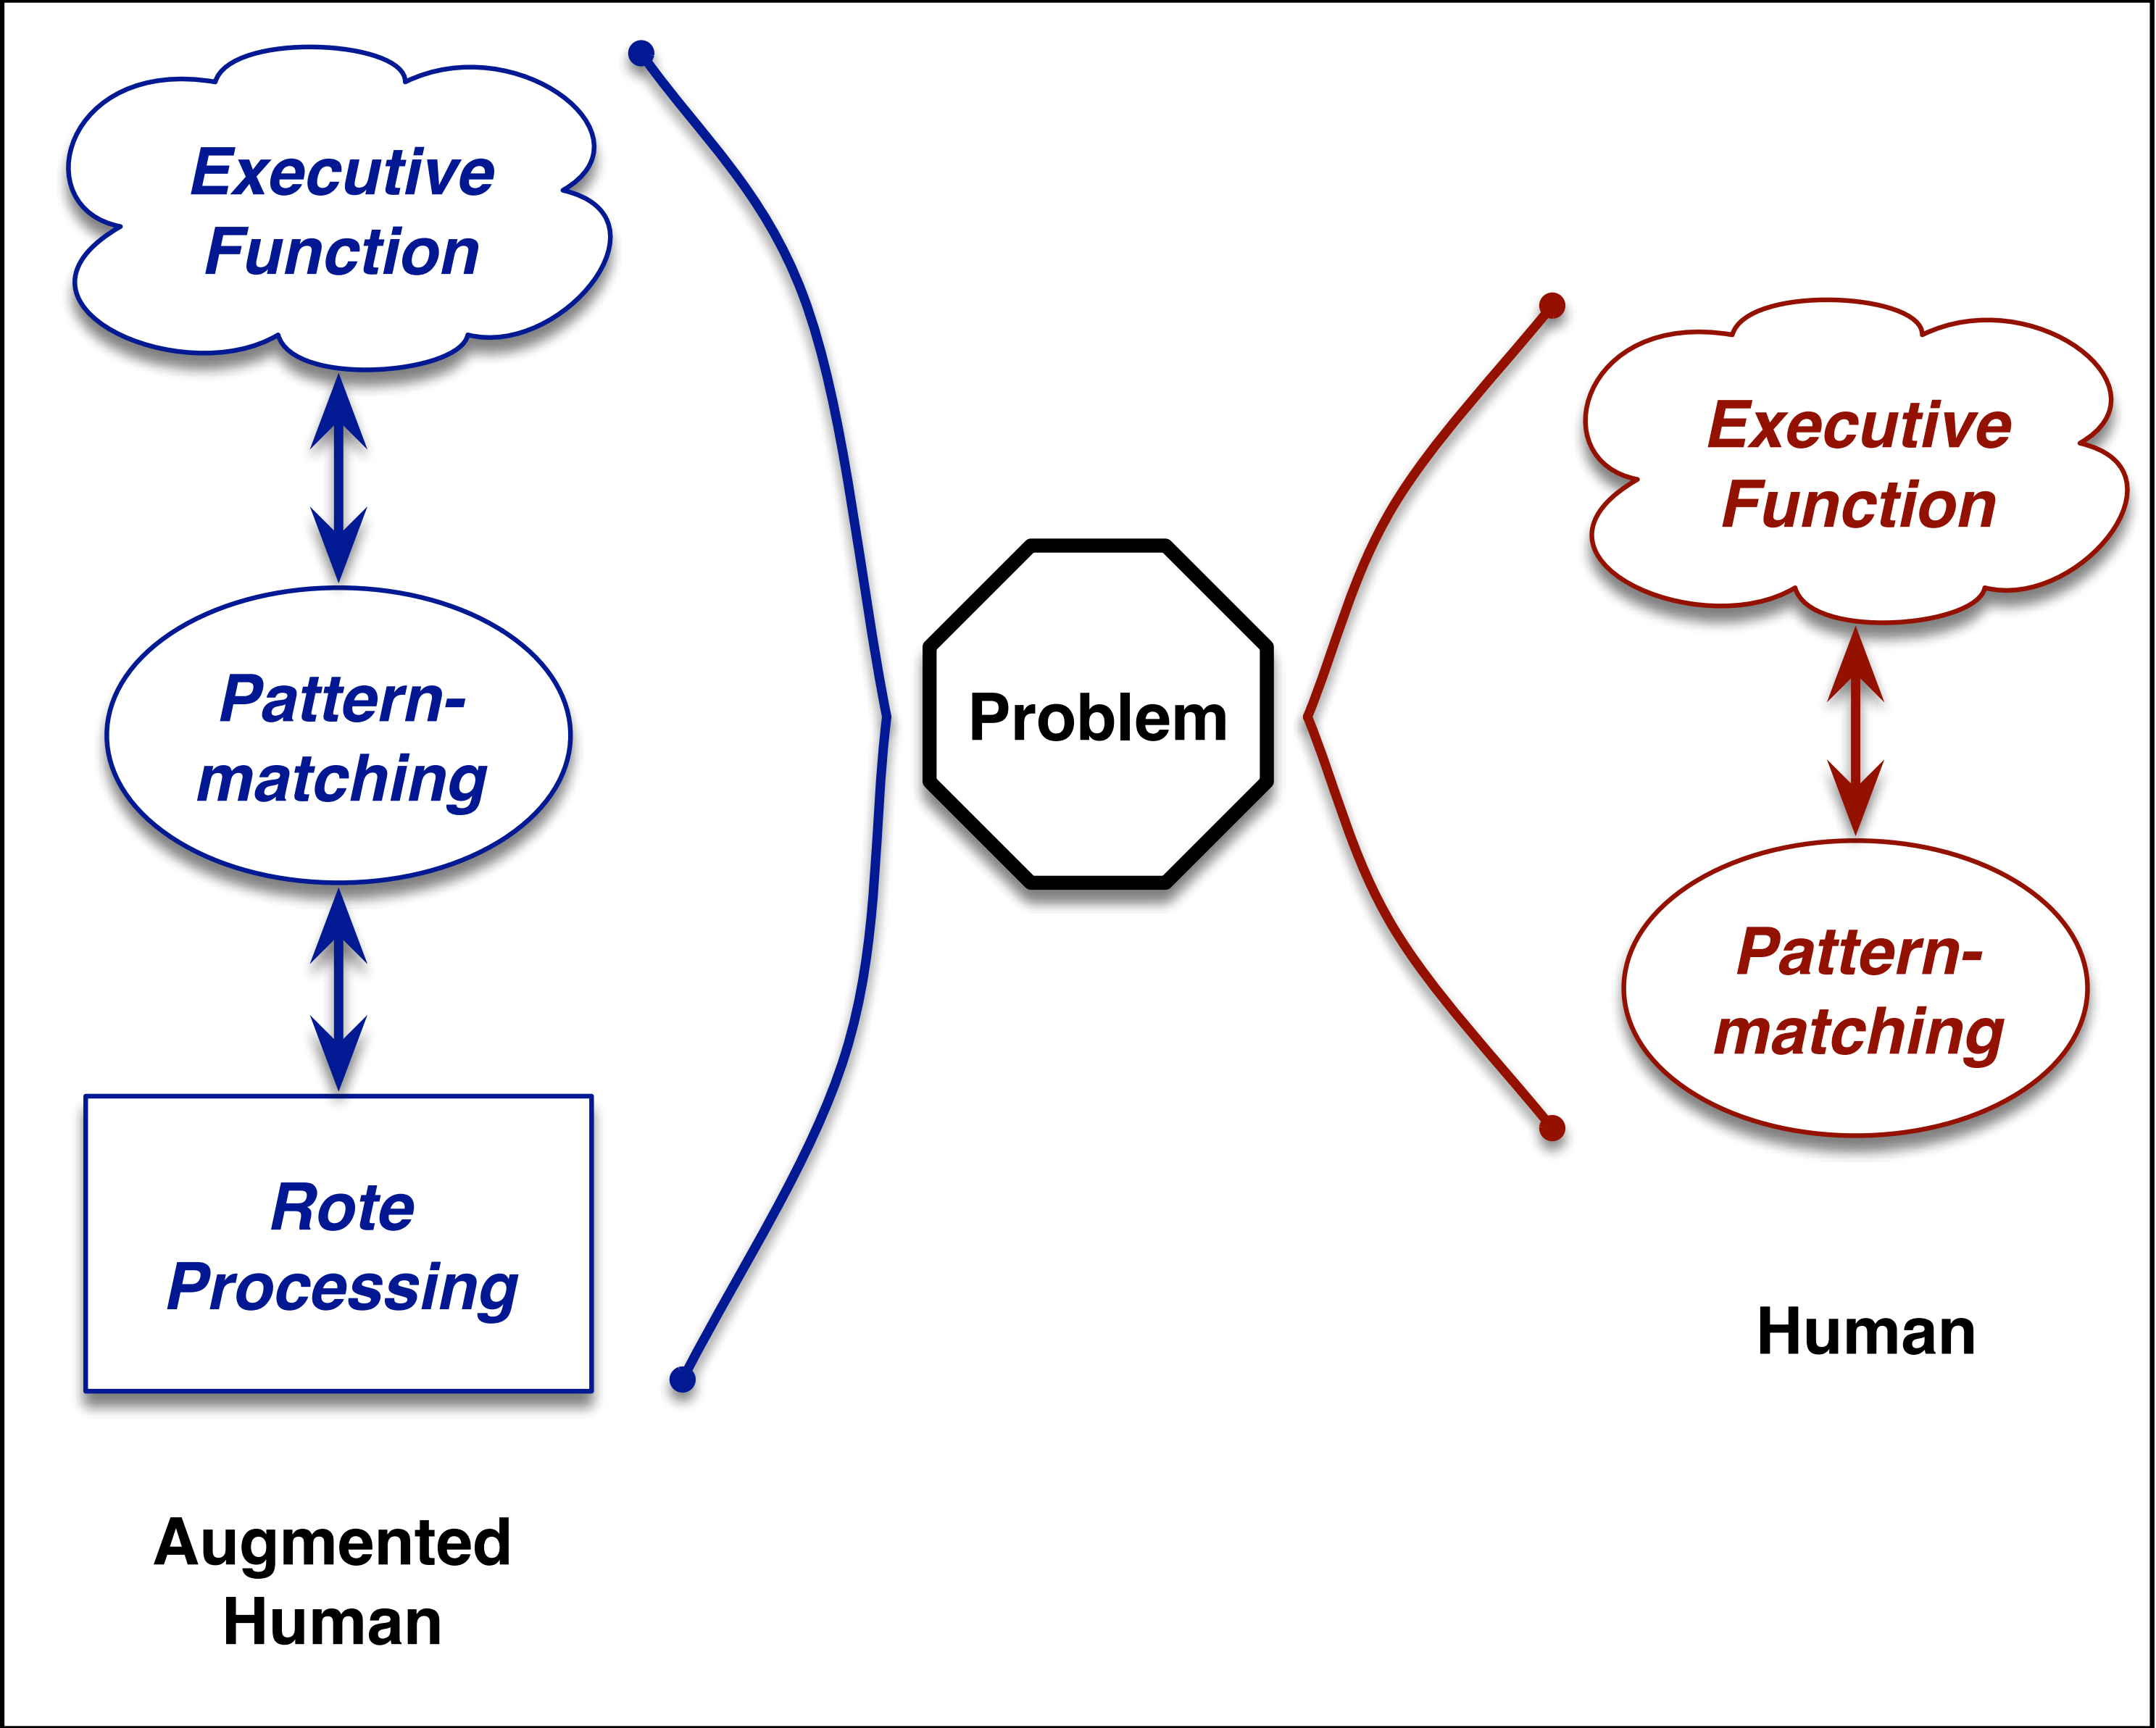 Executive
Function
Pattern-
matching
Rote
Processing
Augmented
Human
Problem
Executive
Function
Pattern-
matching
Human